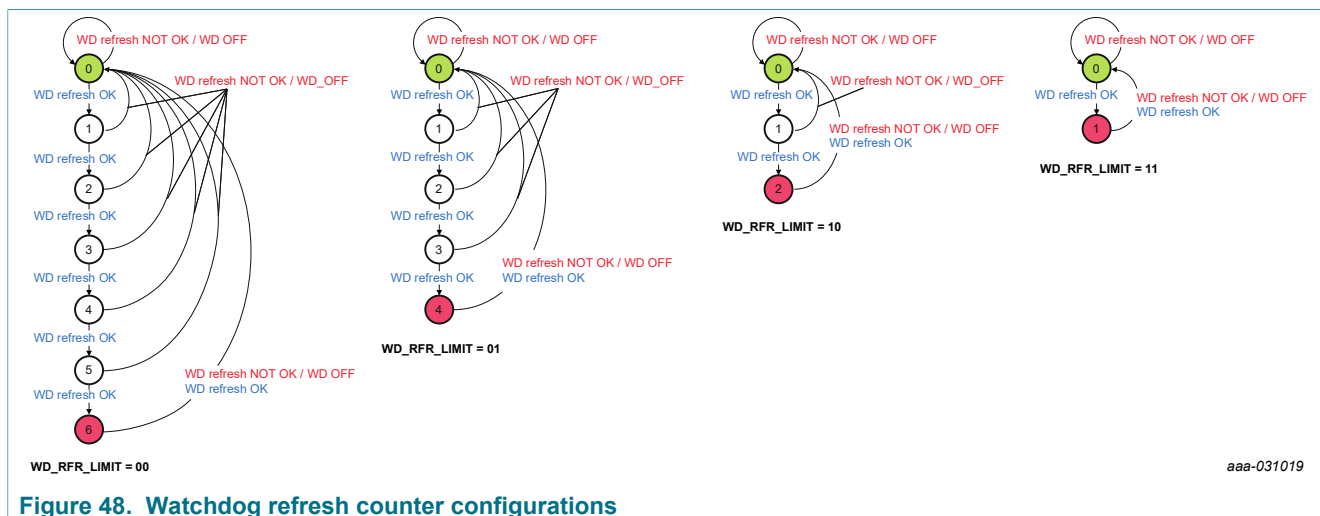 WD refresh NOT OK / WD OFF
0
WD refresh NOT OK / WD_OFF
WD refresh OK
1
WD refresh OK
2
WD refresh OK
3
WD refresh OK
4
WD refresh OK
5
WD refresh NOT OK / WD OFF
WD refresh OK
WD refresh OK
6
WD_RFR_LIMIT = 00
WD refresh NOT OK / WD OFF
0
WD refresh NOT OK / WD_OFF
WD refresh OK
1
WD refresh OK
2
WD refresh OK
3
WD refresh NOT OK / WD OFF
WD refresh OK
WD refresh OK
4
WD_RFR_LIMIT = 01
WD refresh NOT OK / WD OFF
0
WD refresh NOT OK / WD_OFF
WD refresh OK
1
WD refresh NOT OK / WD OFF
WD refresh OK
WD refresh OK
2
WD_RFR_LIMIT = 10
WD refresh NOT OK / WD OFF
0
WD refresh OK
WD refresh NOT OK / WD OFF
WD refresh OK
1
WD_RFR_LIMIT = 11
aaa-031019
Figure 48. Watchdog refresh counter configurations